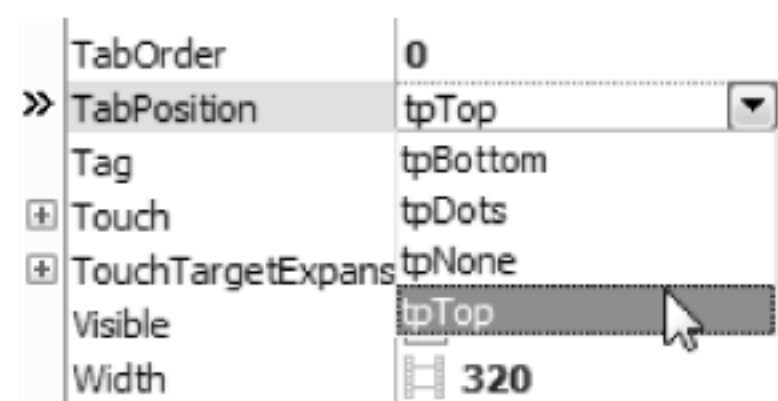 TabOrder 0
» TabPosition tpTop
Tag tpBottom
Touch tpDots
TouchTargetExpans tpNone
Visible tpTop
Width 320